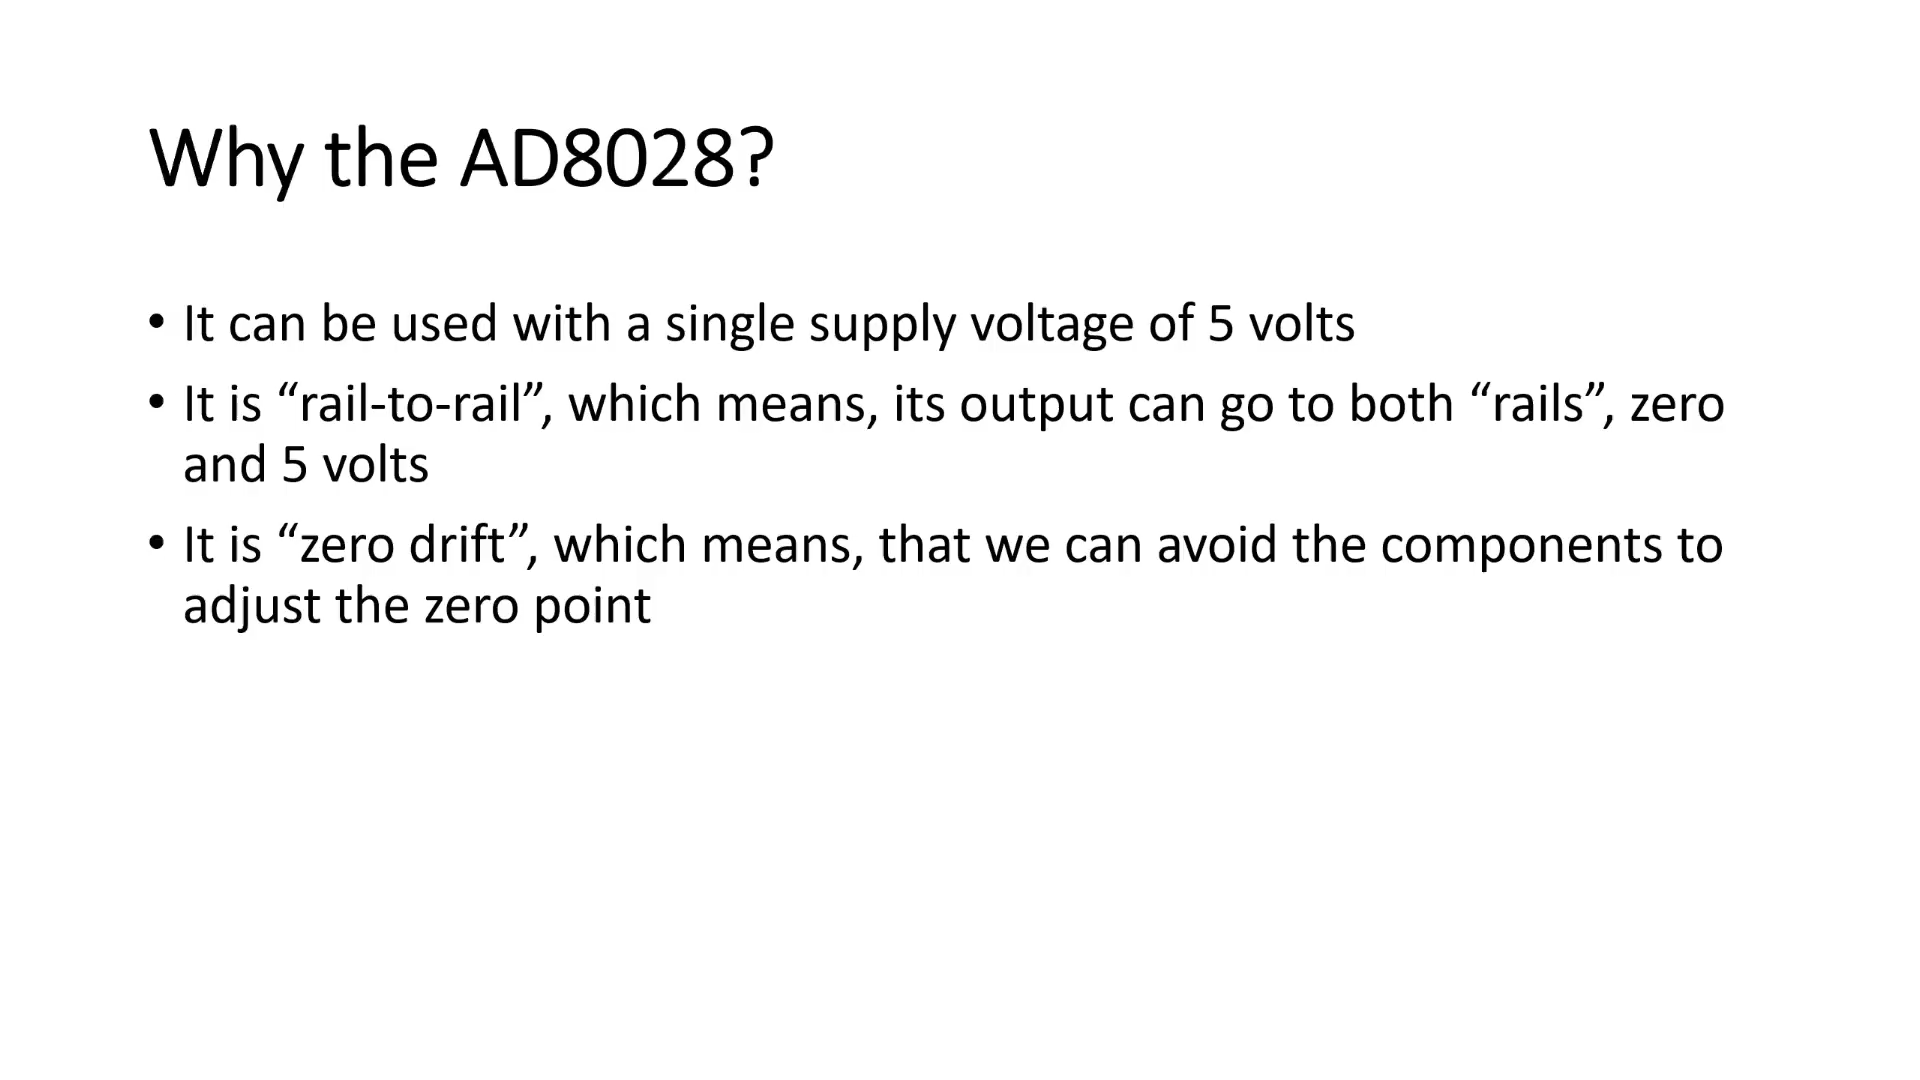 Why the AD8028?
• It can be used with a single supply voltage of 5 volts
• It is “rail-to-rail”, which means, its output can go to both “rails”, zero
and 5 volts
• It is “zero drift”, which means, that we can avoid the components to
adjust the zero point